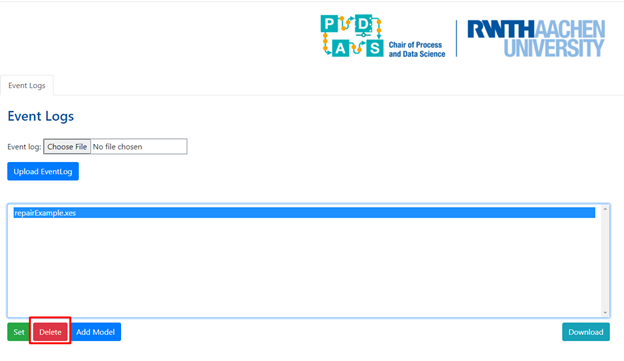 P D
A S
Chair of Process
and Data Science
RWTHAACHEN
UNIVERSITY
Event Logs
Event Logs
Event log: Choose File No file chosen
Upload EventLog
repairExample.xes
Set Delete Add Model Download